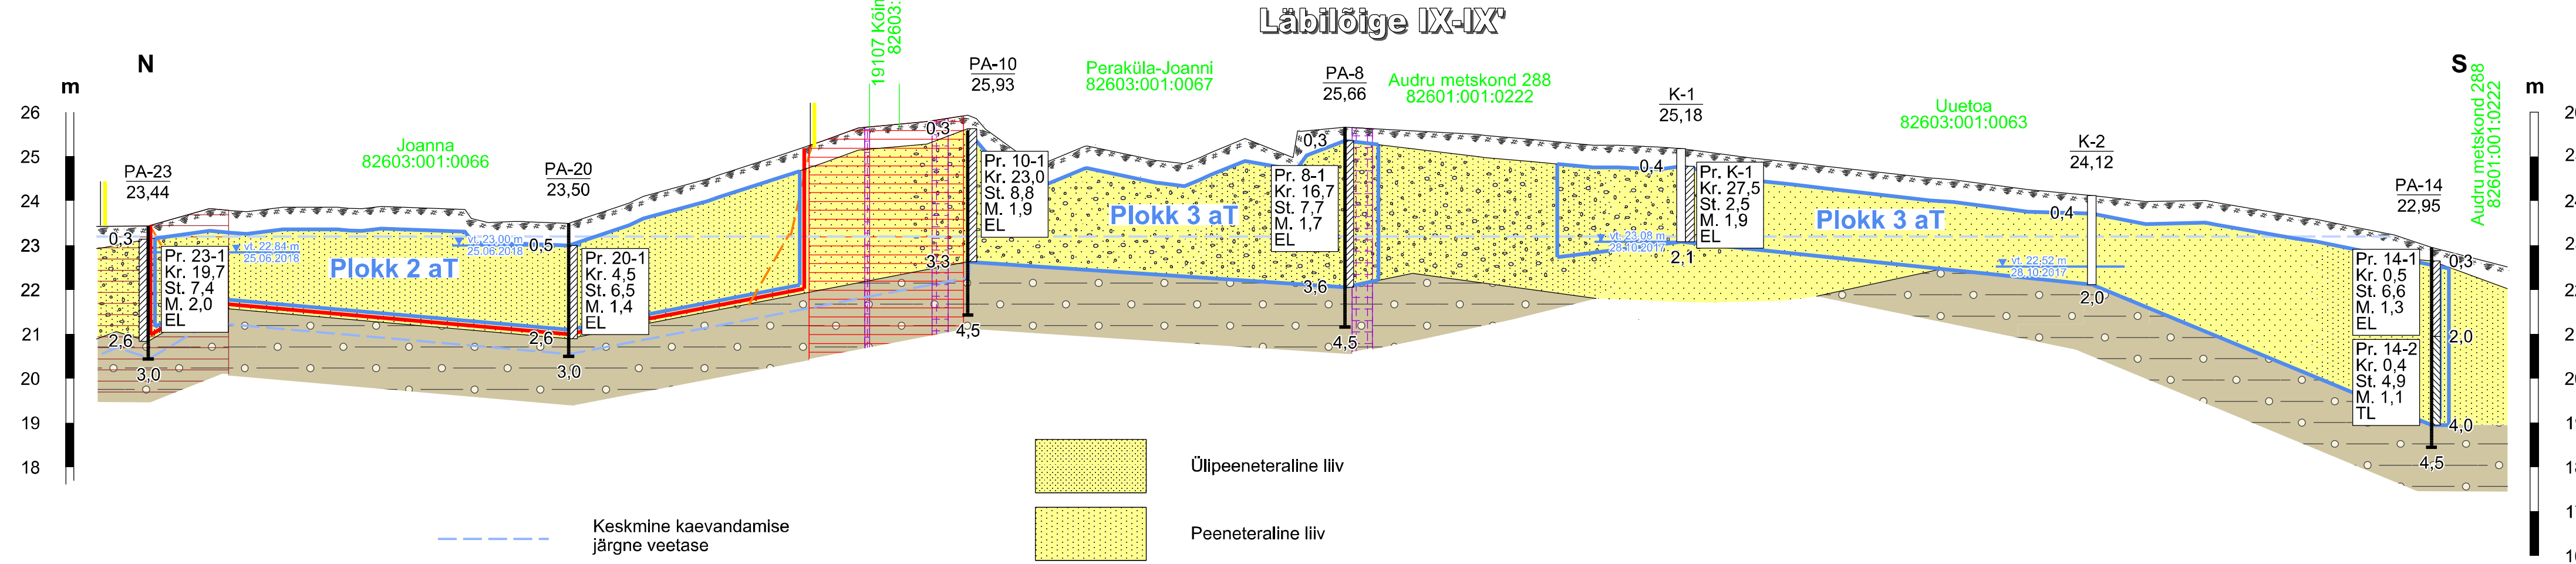 Läbilõige IX-IX'
N
S
m
m
26
25
24
23
22
21
20
19
18
19107 Kõin
82603:
PA-23
23,44
Joanna
82603:001:0066
PA-20
23,50
PA-10
25,93
Peraküla-Joanni
82603:001:0067
PA-8
25,66
Audru metskond 288
82601:001:0222
K-1
25,18
Uuetoa
82603:001:0063
K-2
24,12
PA-14
22,95
Audru metskond 288
82601:001:0222
0,3
2,6
3,0
Pr. 23-1
Kr. 19,7
St. 7,4
M. 2,0
EL
vt. 22,84 m
25.06.2018
Plokk 2 aT
vt. 23,00 m
25.06.2018
0,5
2,6
3,0
Pr. 20-1
Kr. 4,5
St. 6,5
M. 1,4
EL
0,3
3,3
4,5
Pr. 10-1
Kr. 23,0
St. 8,8
M. 1,9
EL
Plokk 3 aT
0,3
3,6
4,5
Pr. 8-1
Kr. 16,7
St. 7,7
M. 1,7
EL
0,4
2,1
vt. 23,08 m
28.10.2017
Pr. K-1
Kr. 27,5
St. 2,5
M. 1,9
EL
Plokk 3 aT
0,4
2,0
vt. 22,52 m
28.10.2017
Pr. 14-1
Kr. 0,5
St. 6,6
M. 1,3
EL
Pr. 14-2
Kr. 0,4
St. 4,9
M. 1,1
TL
0,3
2,0
4,0
4,5
Ülipeeneteraline liiv
Peeneteraline liiv
Keskmine kaevandamise
järgne veetase